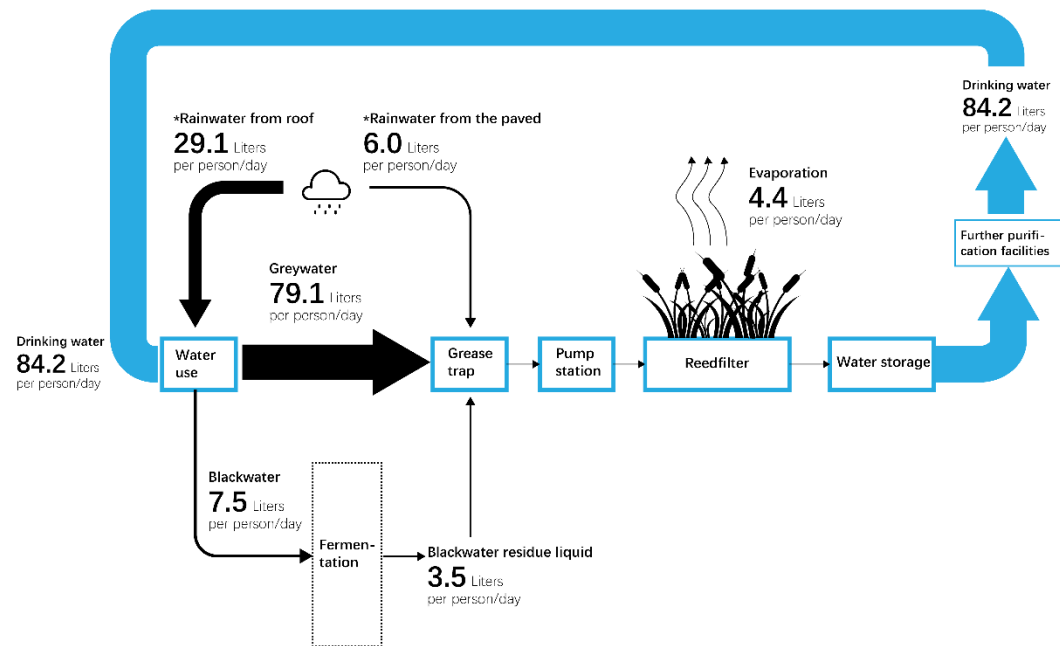 Drinking water
84.2 Liters
per person/day
*Rainwater from roof
29.1 Liters
per person/day
*Rainwater from the paved
6.0 Liters
per person/day
Evaporation
4.4 Liters
per person/day
Further purifi-
cation facilities
Greywater
79.1 Liters
per person/day
Drinking water
84.2 Liters
per person/day
Water
use
Grease
trap
Pump
station
Reedfilter
Water storage
Blackwater
7.5 Liters
per person/day
Fermen-
tation
Blackwater residue liquid
3.5 Liters
per person/day